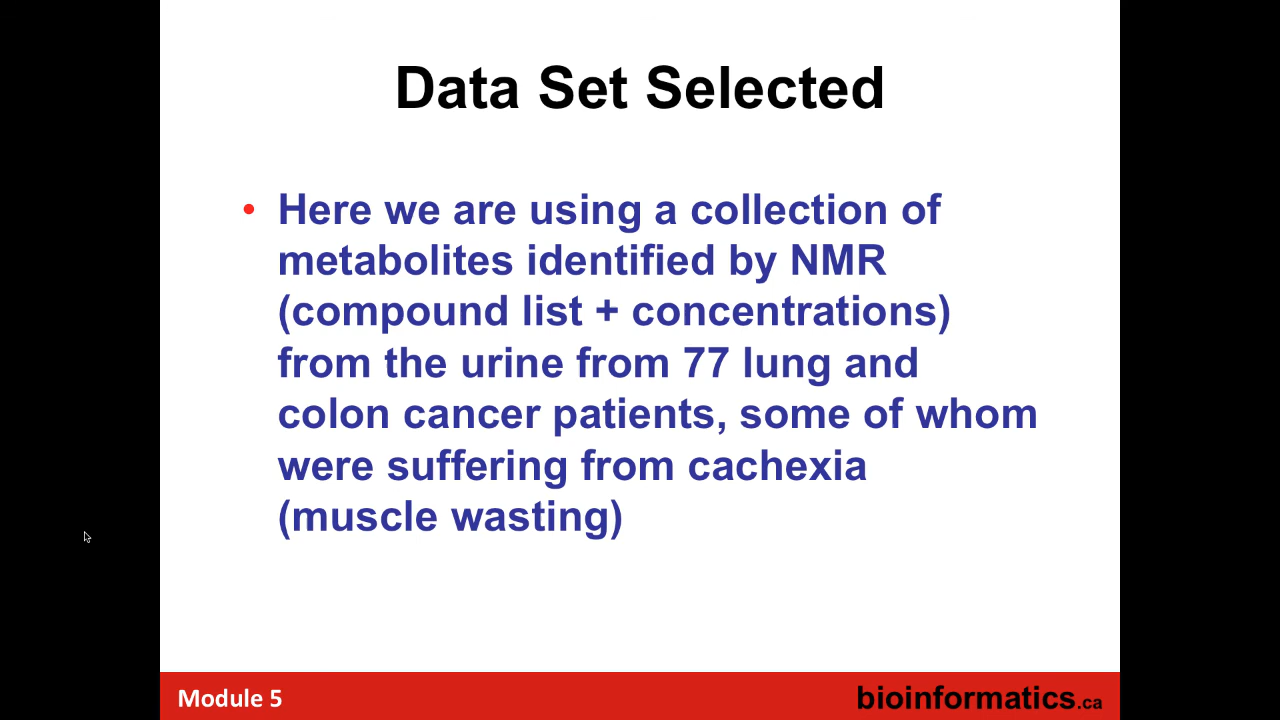 Data Set Selected
• Here we are using a collection of
metabolites identified by NMR
(compound list + concentrations)
from the urine from 77 lung and
colon cancer patients, some of whom
were suffering from cachexia
(muscle wasting)
Module 5
bioinformatics.ca